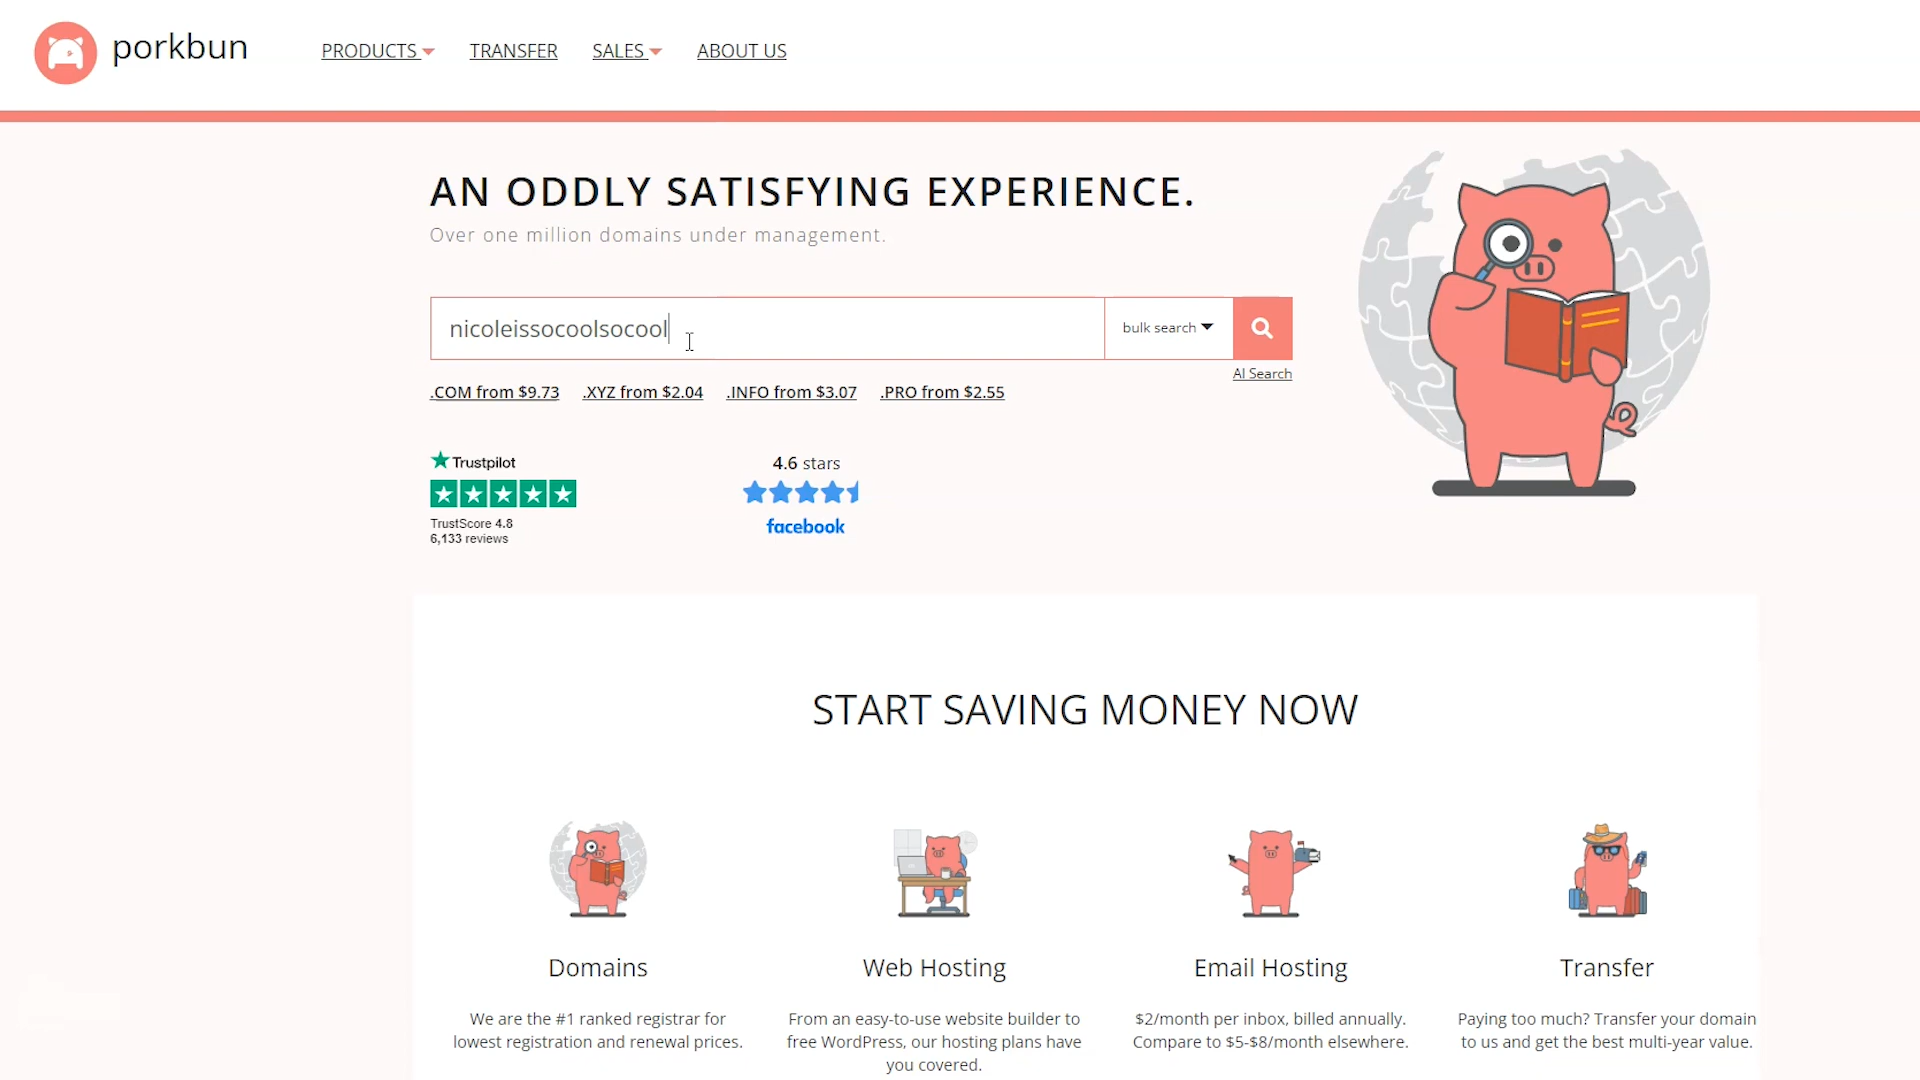 porkbun
PRODUCTS
TRANSFER
SALES
ABOUT US
AN ODDLY SATISFYING EXPERIENCE.
Over one million domains under management.
nicoleissocoolsocool
bulk search
AI Search
.COM from $9.73
.XYZ from $2.04
.INFO from $3.07
.PRO from $2.55
Trustpilot
TrustScore 4.8
6,133 reviews
4.6 stars
facebook
START SAVING MONEY NOW
Domains
We are the #1 ranked registrar for
lowest registration and renewal prices.
Web Hosting
From an easy-to-use website builder to
free WordPress, our hosting plans have
you covered.
Email Hosting
$2/month per inbox, billed annually.
Compare to $5-$8/month elsewhere.
Transfer
Paying too much? Transfer your domain
to us and get the best multi-year value.